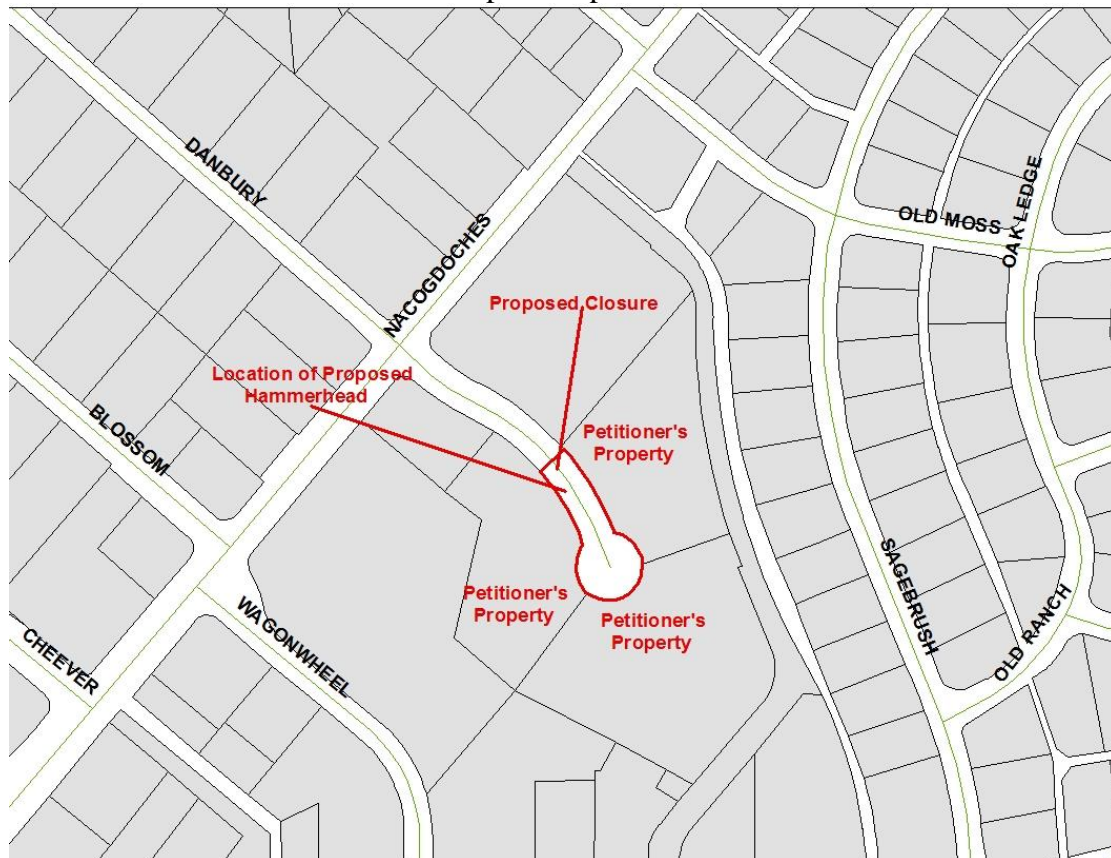 DANBURY
NACOGDOCHES
OLD MOSS
OAK LEDGE
Proposed Closure
Location of Proposed
Hammerhead
BLOSSOM
Petitioner's
Property
SAGEBRUSH
Petitioner's
Property
Petitioner's
Property
WAGONWHEEL
OLD RANCH
CHEEVER